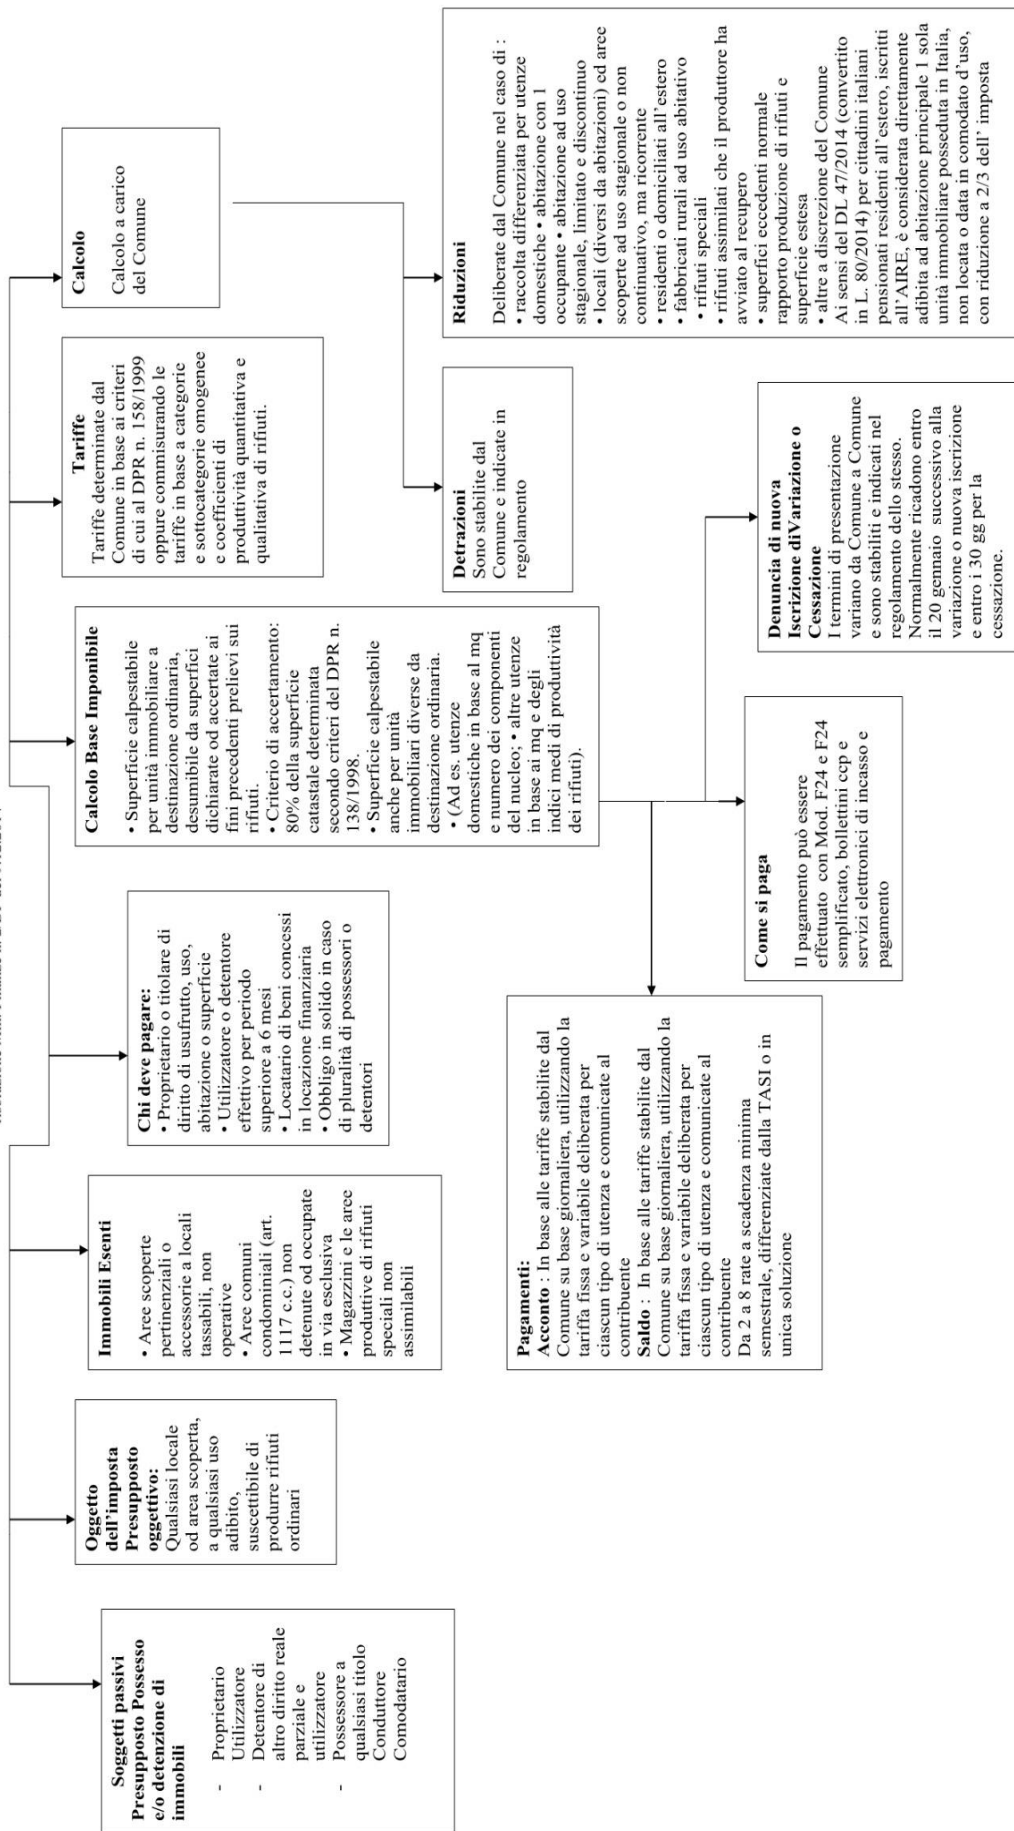 Soggetti passivi
Presupposto Possesso
e/o detenzione di
immobili
- Proprietario
Utilizzatore
- Detentore di
altro diritto reale
parziale e
utilizzatore
- Possessore a
qualsiasi titolo
Conduttore
Comodatario
Oggetto
dell'imposta
Presupposto
oggettivo:
Qualsiasi locale
od area scoperta,
a qualsiasi uso
adibito,
suscettibile di
produrre rifiuti
ordinari
Immobili Esenti
• Aree scoperte
pertinenziali o
accessorie a locali
tassabili, non
operative
• Aree comuni
condominiali (art.
1117 c.c.) non
detenute od occupate
in via esclusiva
• Magazzini e le aree
produttive di rifiuti
speciali non
assimilabili
Chi deve pagare:
• Proprietario o titolare di
diritto di usufrutto, uso,
abitazione o superficie
• Utilizzatore o detentore
effettivo per periodo
superiore a 6 mesi
• Locatario di beni concessi
in locazione finanziaria
• Obbligo in solido in caso
di pluralità di possessori o
detentori
Calcolo Base Imponibile
• Superficie calpestabile
per unità immobiliare a
destinazione ordinaria,
desumibile da superfici
dichiarate od accertate ai
fini precedenti prelievi sui
rifiuti.
• Criterio di accertamento:
80% della superficie
catastale determinata
secondo criteri del DPR n.
138/1998.
• Superficie calpestabile
anche per unità
immobiliari diverse da
destinazione ordinaria.
• (Ad es. utenze
domestiche in base al mq
e numero dei componenti
del nucleo; • altre utenze
in base ai mq e degli
indici medi di produttività
dei rifiuti).
Tariffe
Tariffe determinate dal
Comune in base ai criteri
di cui al DPR n. 158/1999
oppure commisurando le
tariffe in base a categorie
e sottocategorie omogenee
e coefficienti di
produttività quantitativa e
qualitativa di rifiuti.
Calcolo
Calcolo a carico
del Comune
Pagamenti:
Acconto : In base alle tariffe stabilite dal
Comune su base giornaliera, utilizzando la
tariffa fissa e variabile deliberata per
ciascun tipo di utenza e comunicate al
contribuente
Saldo : In base alle tariffe stabilite dal
Comune su base giornaliera, utilizzando la
tariffa fissa e variabile deliberata per
ciascun tipo di utenza e comunicate al
contribuente
Da 2 a 8 rate a scadenza minima
semestrale, differenziate dalla TASI o in
unica soluzione
Come si paga
Il pagamento può essere
effettuato con Mod. F24 e F24
semplificato, bollettini ccp e
servizi elettronici di incasso e
pagamento
Denuncia di nuova
Iscrizione diVariazione o
Cessazione
I termini di presentazione
variano da Comune a Comune
e sono stabiliti e indicati nel
regolamento dello stesso.
Normalmente ricadono entro
il 20 gennaio successivo alla
variazione o nuova iscrizione
e entro i 30 gg per la
cessazione.
Detrazioni
Sono stabilite dal
Comune e indicate in
regolamento
Riduzioni
Deliberate dal Comune nel caso di :
• raccolta differenziata per utenze
domestiche • abitazione con 1
occupante • abitazione ad uso
stagionale, limitato e discontinuo
• locali (diversi da abitazioni) ed aree
scoperte ad uso stagionale o non
continuativo, ma ricorrente
• residenti o domiciliati all'estero
• fabbricati rurali ad uso abitativo
• rifiuti speciali
• rifiuti assimilati che il produttore ha
avviato al recupero
• superfici eccedenti normale
rapporto produzione di rifiuti e
superficie estesa
• altre a discrezione del Comune
Ai sensi del DL 47/2014 (convertito
in L. 80/2014) per cittadini italiani
pensionati residenti all'estero, iscritti
all'AIRE, è considerata direttamente
adibita ad abitazione principale 1 sola
unità immobiliare posseduta in Italia,
non locata o data in comodato d'uso,
con riduzione a 2/3 dell' imposta